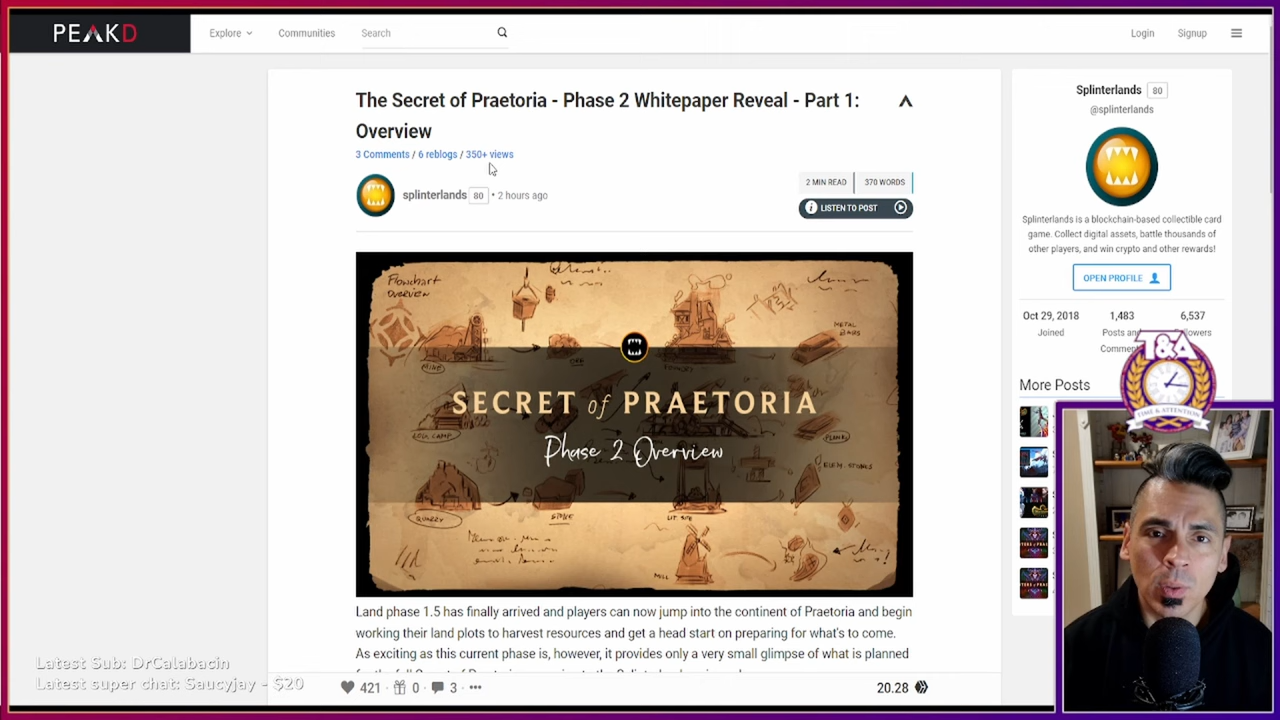 PEAKD
Explore
Communities
Search
Login
Signup
The Secret of Praetoria - Phase 2 Whitepaper Reveal - Part 1:
Overview
3 Comments / 6 reblogs / 350+ views
splinterlands 80 • 2 hours ago
2 MIN READ
370 WORDS
LISTEN TO POST
Flowchart
OVERVIEW
METAL
BARS
MINE
SECRET of PRAETORIA
Phase 2 Overview
LOG CAMP
PLANKS
QUARRY
STONE
MILL
Land phase 1.5 has finally arrived and players can now jump into the continent of Praetoria and begin
working their land plots to harvest resources and get a head start on preparing for what's to come.
As exciting as this current phase is, however, it provides only a very small glimpse of what is planned
421
0
3
20.28
Splinterlands 80
@splinterlands
Splinterlands is a blockchain-based collectible card
game. Collect digital assets, battle thousands of
other players, and win crypto and other rewards!
OPEN PROFILE
Oct 29, 2018
1,483
6,537
Joined
Posts and
Commen
More Posts
T&A
TIME & ATTENTION
Latest Sub: DrCalabacin
Latest super chat: Saucyjay - $20